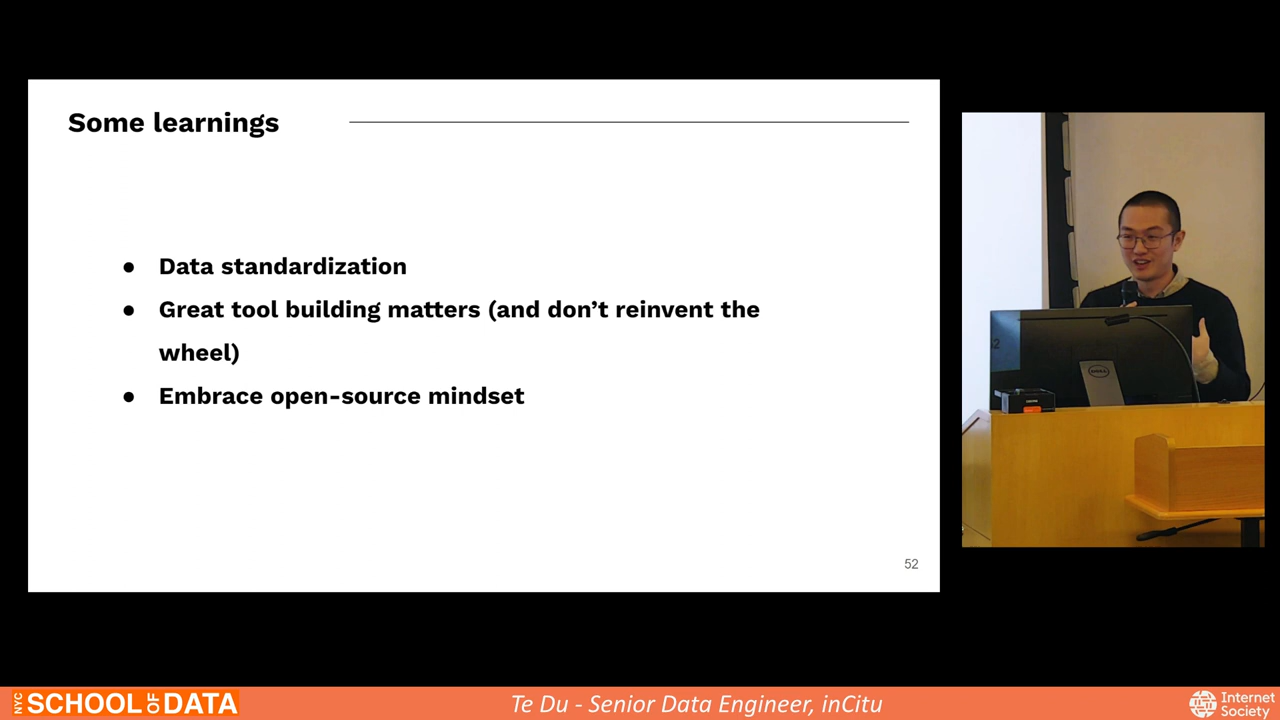 Some learnings
● Data standardization
● Great tool building matters (and don’t reinvent the
wheel)
● Embrace open-source mindset
52
DELL
NYC SCHOOL OF DATA
Te Du - Senior Data Engineer, inCitu
Internet
Society